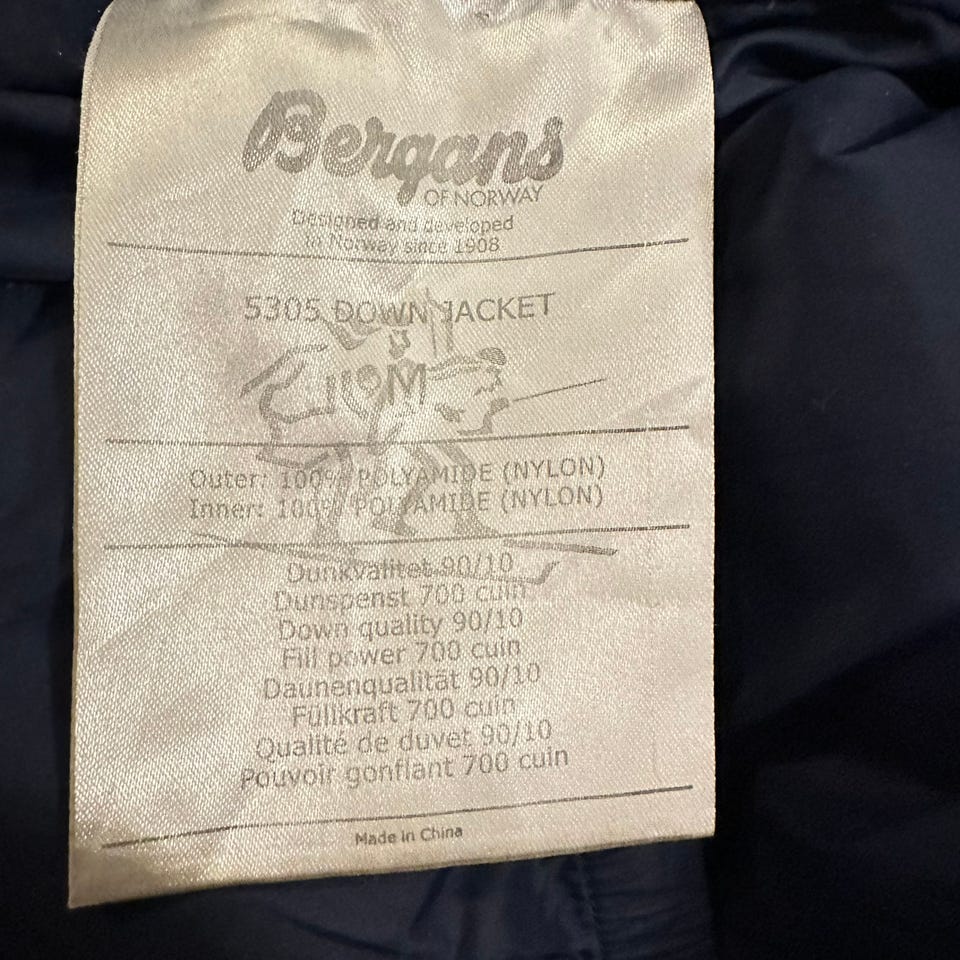 Bergans
OF NORWAY
Designed and developed
in Norway since 1908
5305 DOWN JACKET
Outer: 100% POLYAMIDE (NYLON)
Inner: 100% POLYAMIDE (NYLON)
Dunkvalitet 90/10
Dunspenst 700 cuin
Down quality 90/10
Fill power 700 cuin
Daunenqualität 90/10
Füllkraft 700 cuin
Qualité de duvet 90/10
Pouvoir gonflant 700 cuin
Made in China